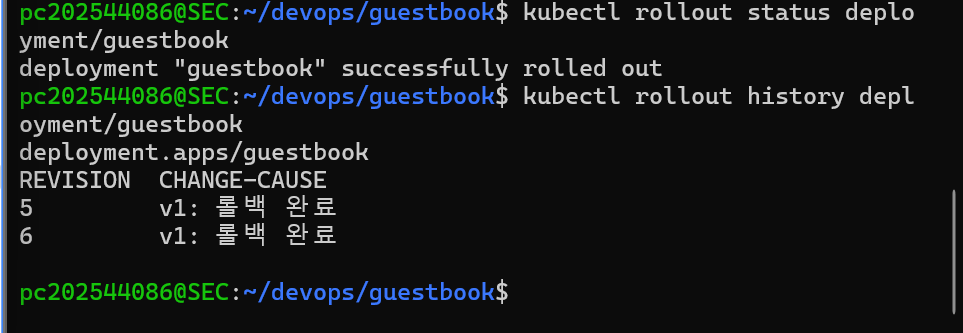 pc202544086@SEC:~/devops/guestbook$ kubectl rollout status deplo
yment/guestbook
deployment "guestbook" successfully rolled out
pc202544086@SEC:~/devops/guestbook$ kubectl rollout history depl
oyment/guestbook
deployment.apps/guestbook
REVISION  CHANGE-CAUSE
5         v1: 롤백 완료
6         v1: 롤백 완료
pc202544086@SEC:~/devops/guestbook$